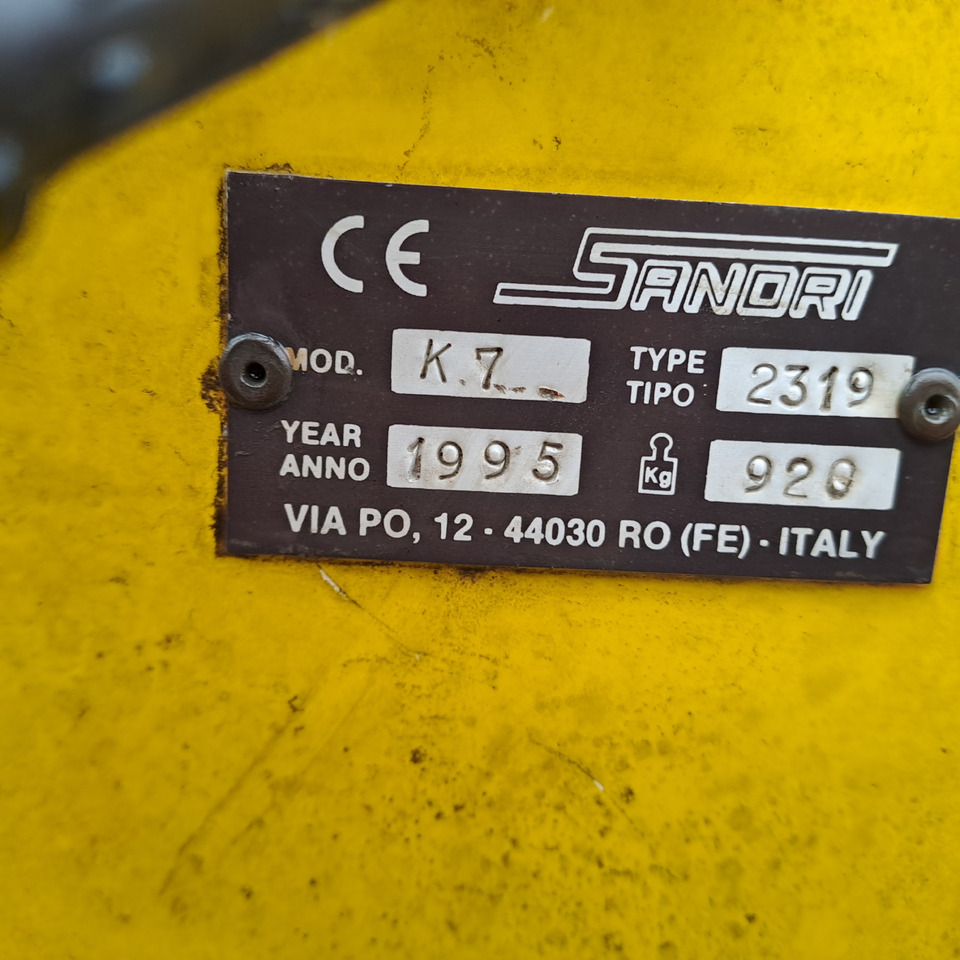 CE SANDRI
MOD. K.7 TYPE TIPO 2319
YEAR ANNO 1995 Kg 920
VIA PO, 12 - 44030 RO (FE) - ITALY